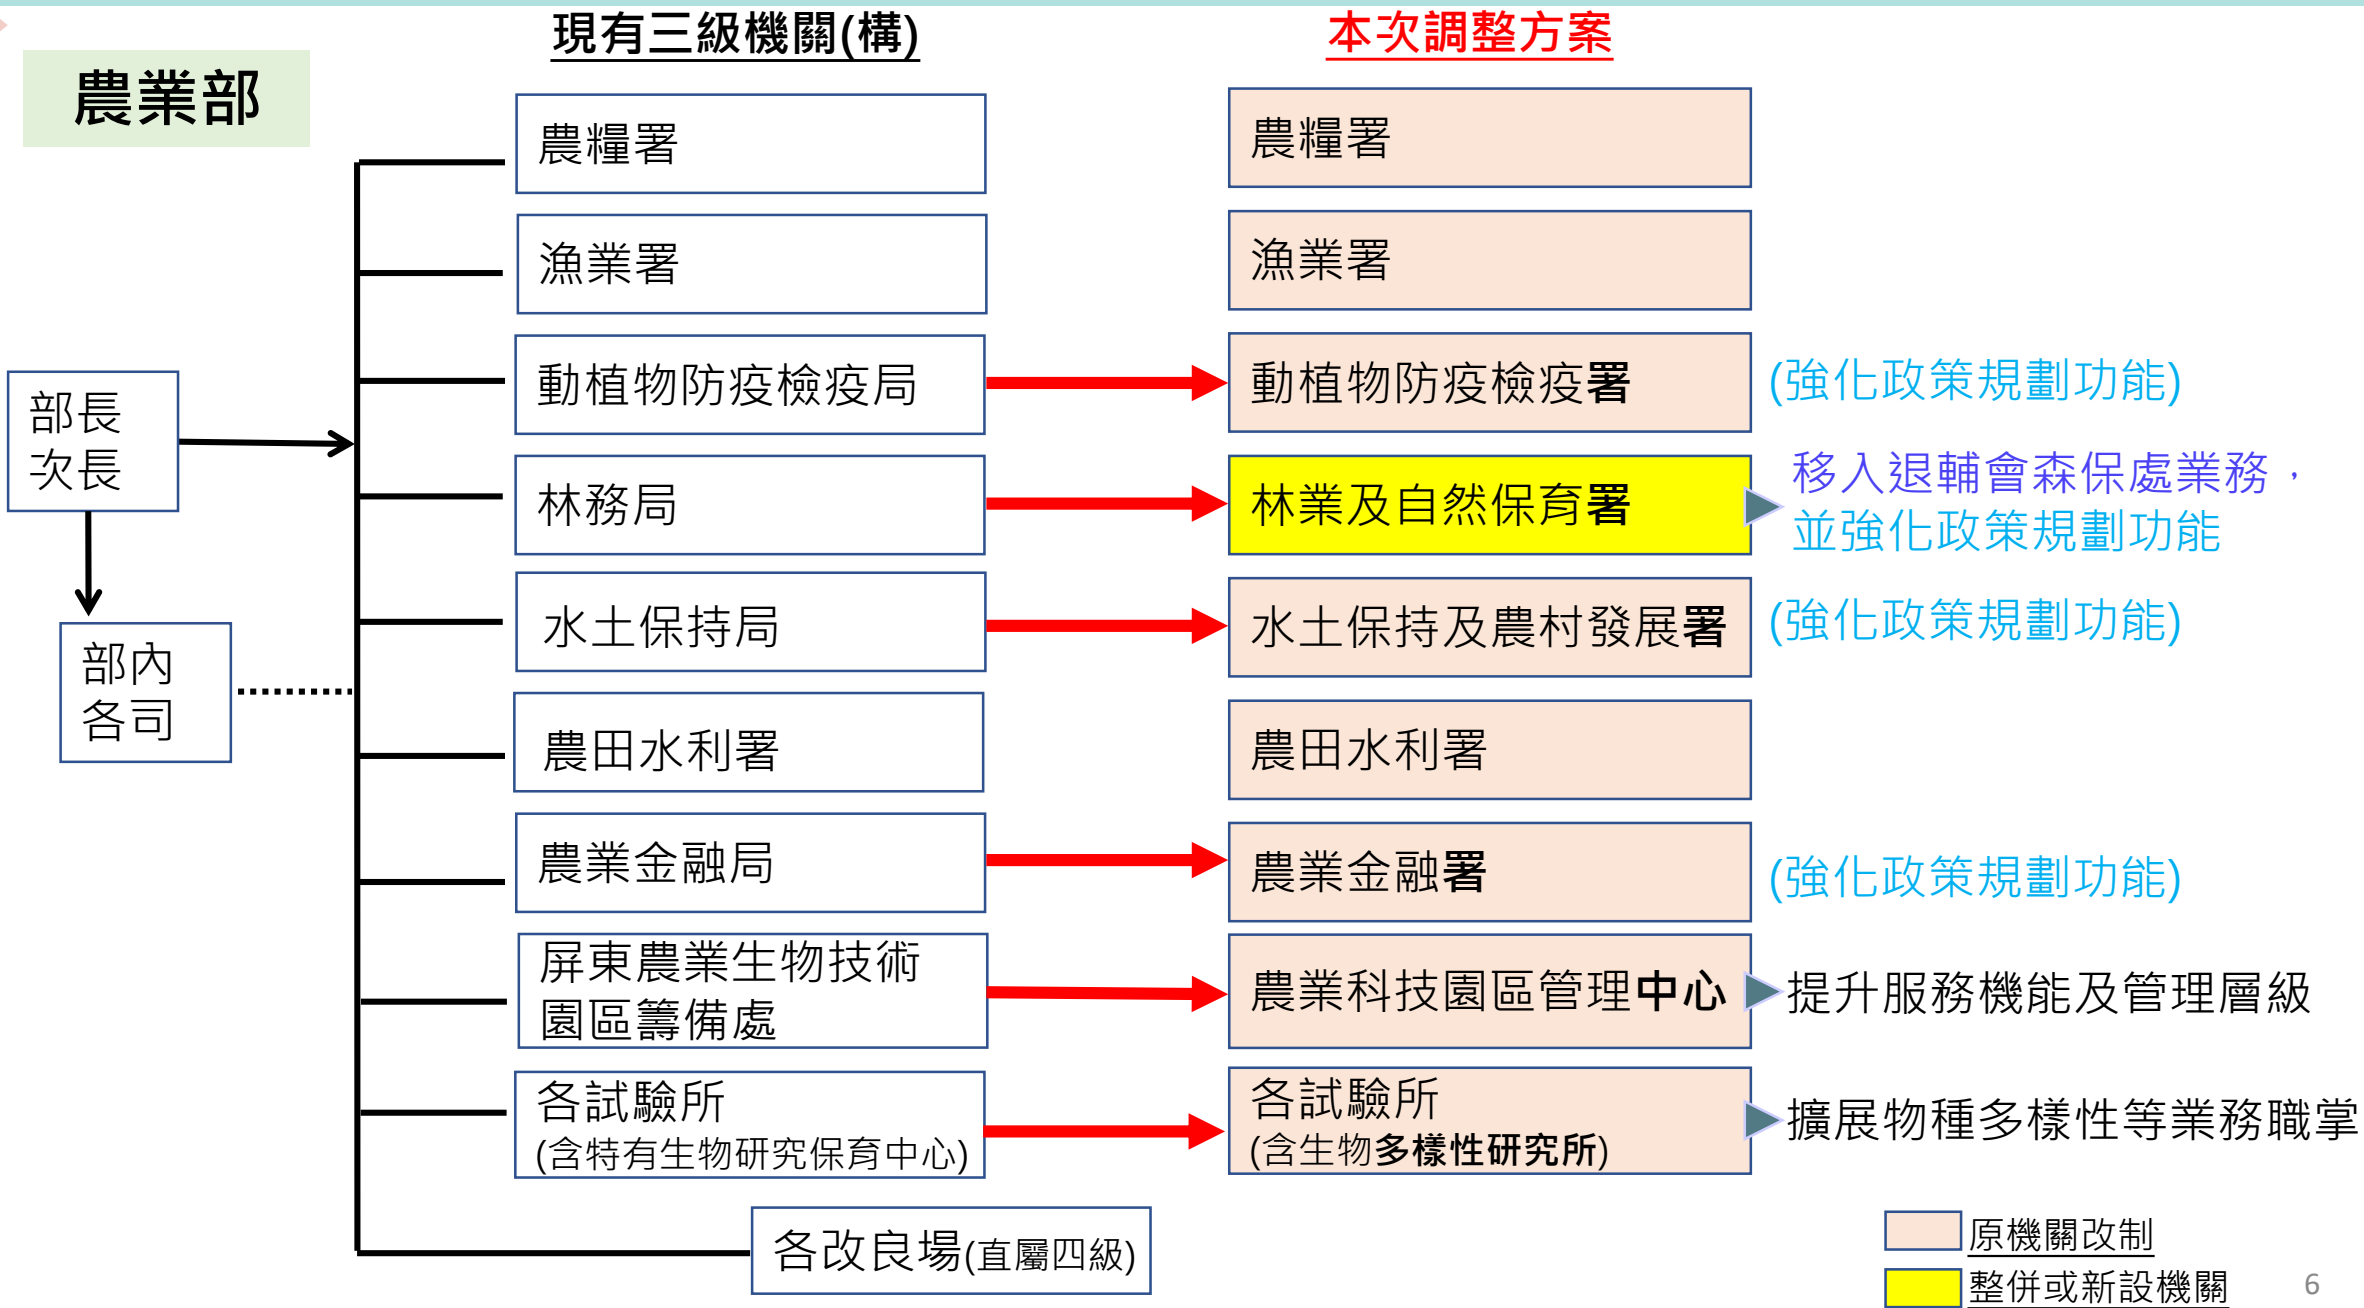 現有三級機關(構)
本次調整方案
農業部
農糧署
農糧署
漁業署
漁業署
動植物防疫檢疫局
動植物防疫檢疫署
(強化政策規劃功能)
部長
次長
林務局
林業及自然保育署
移入退輔會森保處業務，
並強化政策規劃功能
水土保持局
水土保持及農村發展署
(強化政策規劃功能)
部內
各司
農田水利署
農田水利署
農業金融局
農業金融署
(強化政策規劃功能)
屏東農業生物技術
園區籌備處
農業科技園區管理中心
提升服務機能及管理層級
各試驗所
(含特有生物研究保育中心)
各試驗所
(含生物多樣性研究所)
擴展物種多樣性等業務職掌
各改良場(直屬四級)
原機關改制
整併或新設機關
6